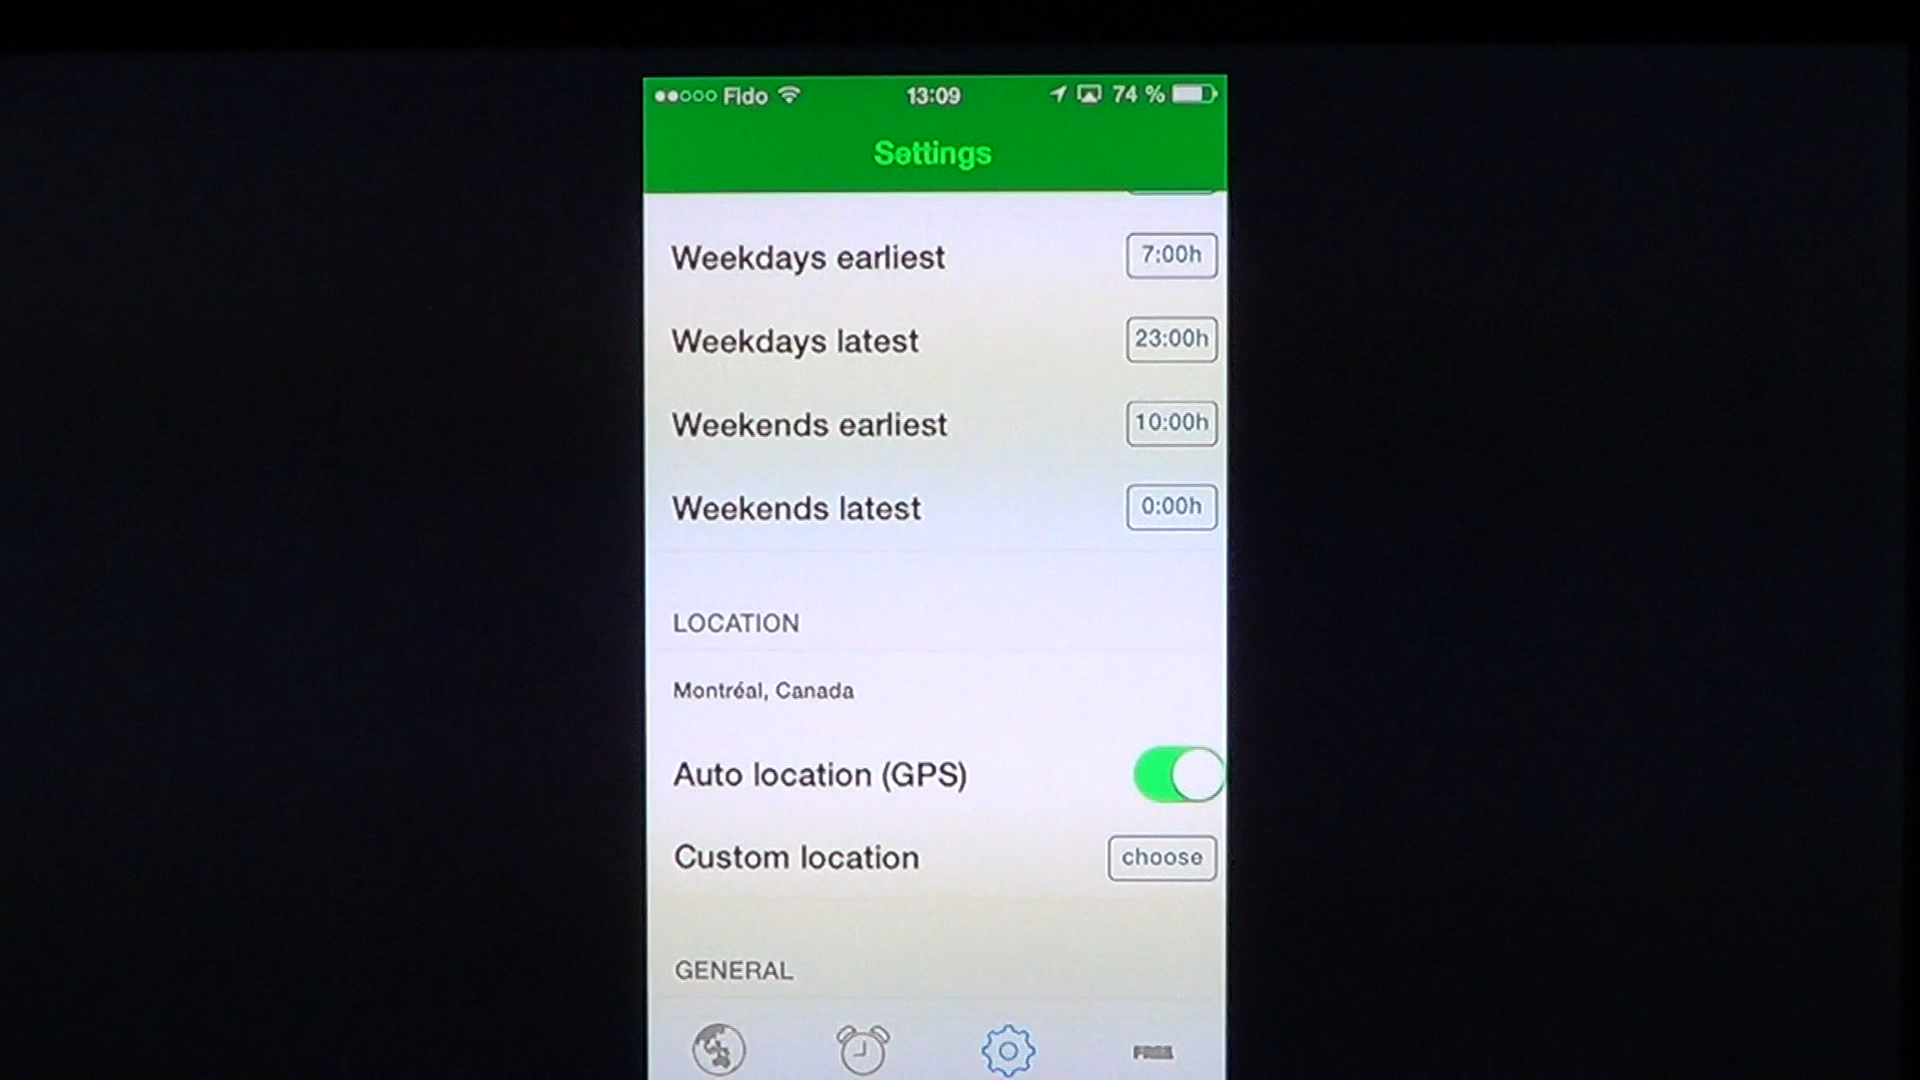 Fido 13:09 74 %
Settings
Weekdays earliest 7:00h
Weekdays latest 23:00h
Weekends earliest 10:00h
Weekends latest 0:00h
LOCATION
Montréal, Canada
Auto location (GPS)
Custom location choose
GENERAL
FREE